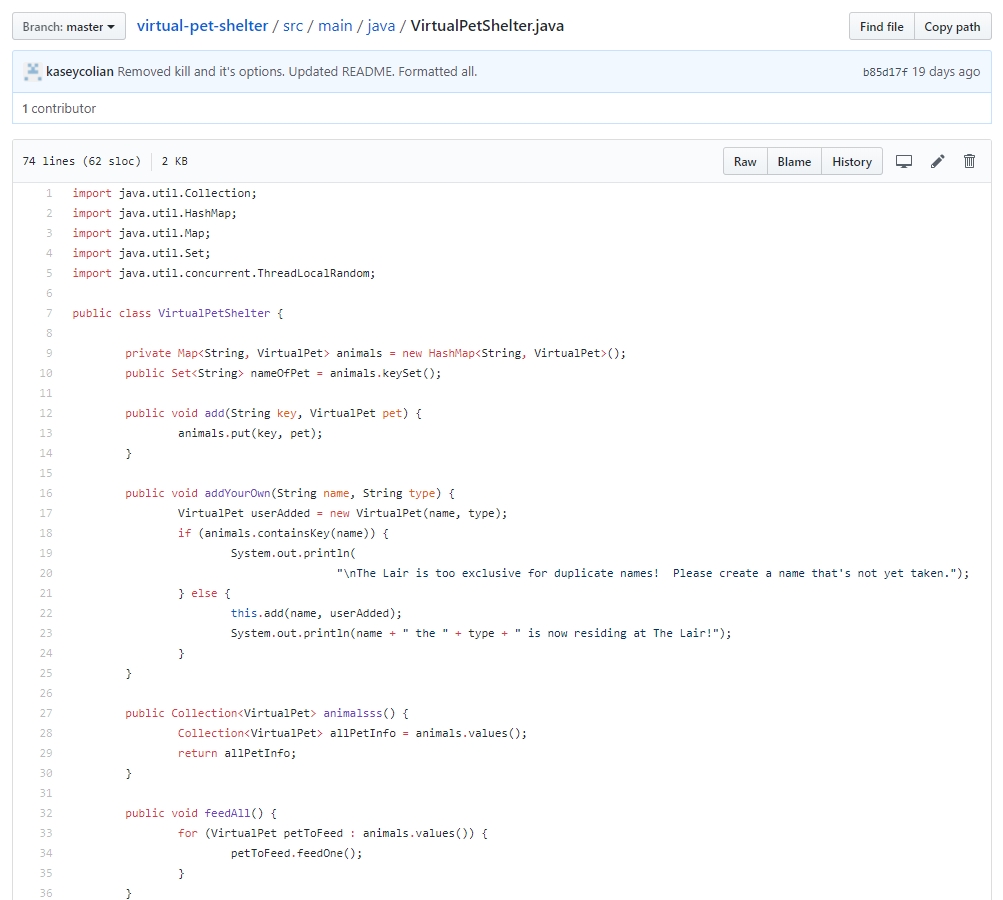 Branch: master virtual-pet-shelter / src / main / java / VirtualPetShelter.java Find file Copy path
kaseycolian Removed kill and it's options. Updated README. Formatted all. b85d17f 19 days ago
1 contributor
74 lines (62 sloc) 2 KB Raw Blame History
1 import java.util.Collection;
2 import java.util.HashMap;
3 import java.util.Map;
4 import java.util.Set;
5 import java.util.concurrent.ThreadLocalRandom;
6
7 public class VirtualPetShelter {
8
9 private Map<String, VirtualPet> animals = new HashMap<String, VirtualPet>();
10 public Set<String> nameOfPet = animals.keySet();
11
12 public void add(String key, VirtualPet pet) {
13 animals.put(key, pet);
14 }
15
16 public void addYourOwn(String name, String type) {
17 VirtualPet userAdded = new VirtualPet(name, type);
18 if (animals.containsKey(name)) {
19 System.out.println(
20 "\nThe Lair is too exclusive for duplicate names!  Please create a name that's not yet taken.");
21 } else {
22 this.add(name, userAdded);
23 System.out.println(name + " the " + type + " is now residing at The Lair!");
24 }
25 }
26
27 public Collection<VirtualPet> animalsss() {
28 Collection<VirtualPet> allPetInfo = animals.values();
29 return allPetInfo;
30 }
31
32 public void feedAll() {
33 for (VirtualPet petToFeed : animals.values()) {
34 petToFeed.feedOne();
35 }
36 }